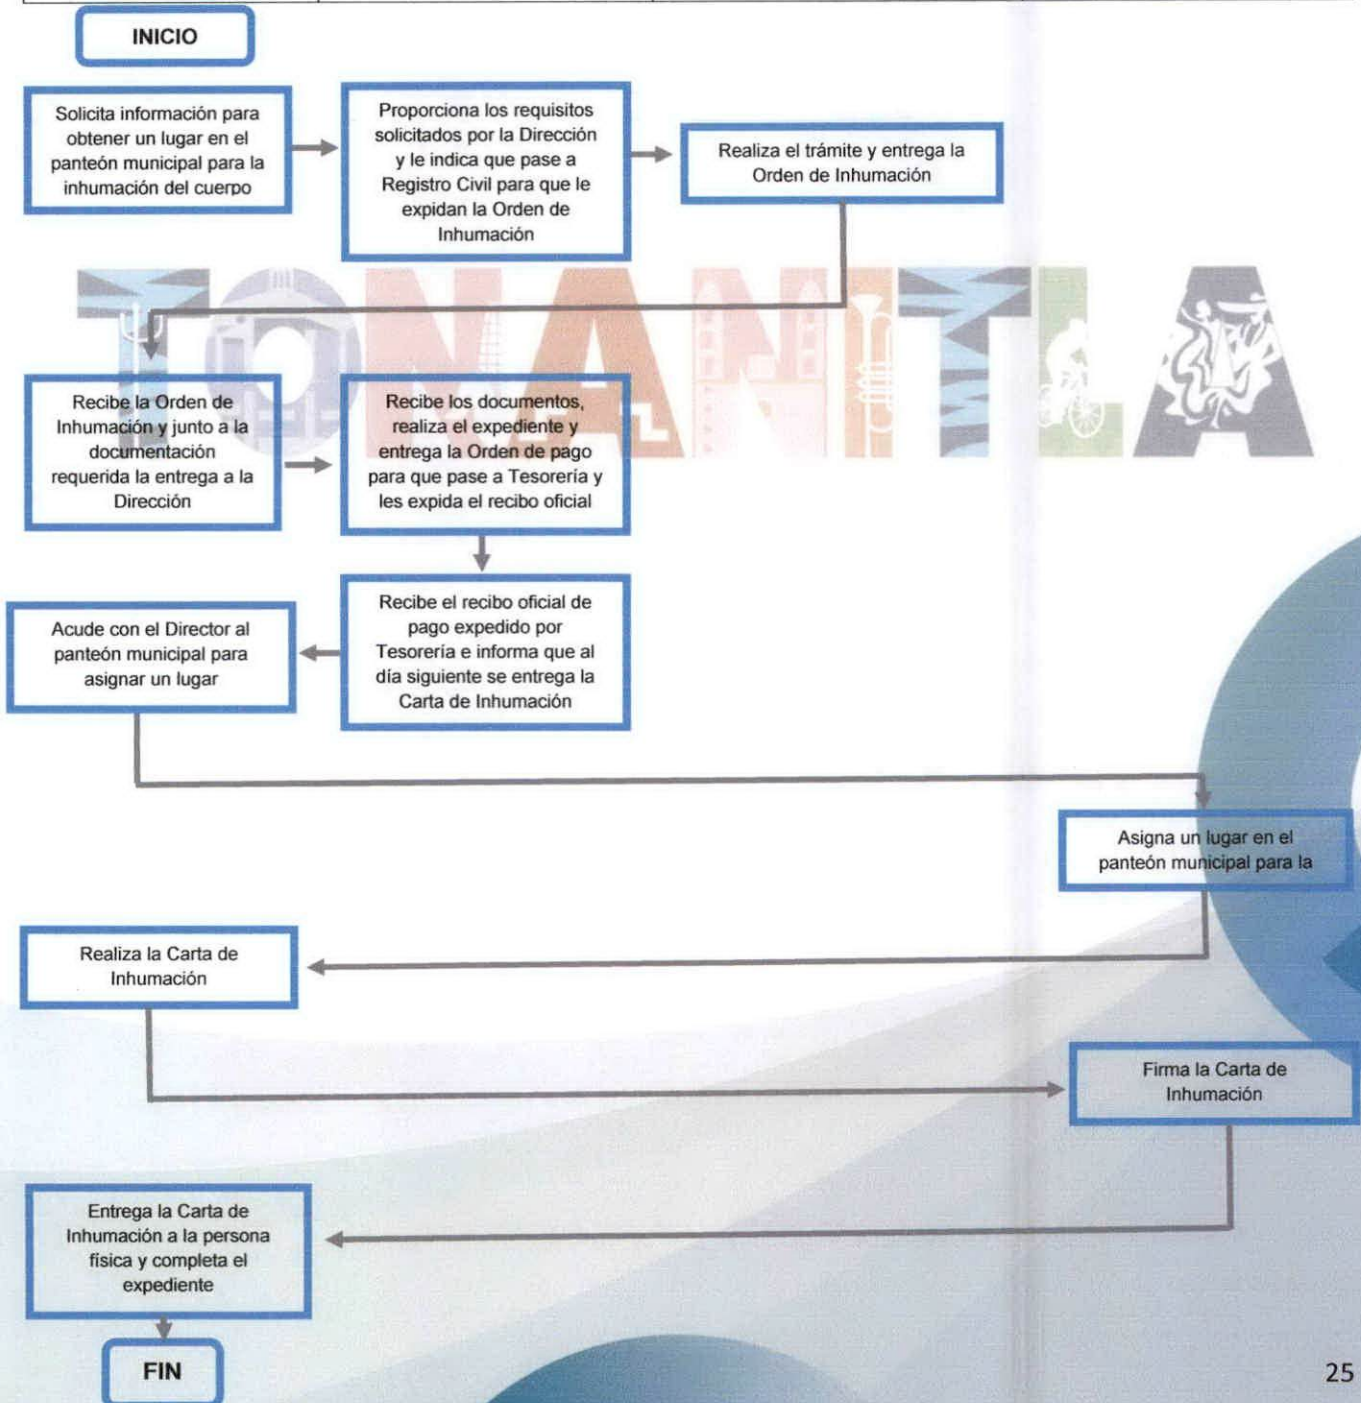 INICIO
Solicita información para
obtener un lugar en el
panteón municipal para la
inhumación del cuerpo
Proporciona los requisitos
solicitados por la Dirección
y le indica que pase a
Registro Civil para que le
expidan la Orden de
Inhumación
Realiza el trámite y entrega la
Orden de Inhumación
TONANITLA
Recibe la Orden de
Inhumación y junto a la
documentación
requerida la entrega a la
Dirección
Recibe los documentos,
realiza el expediente y
entrega la Orden de pago
para que pase a Tesorería y
les expida el recibo oficial
Recibe el recibo oficial de
pago expedido por
Tesorería e informa que al
día siguiente se entrega la
Carta de Inhumación
Acude con el Director al
panteón municipal para
asignar un lugar
Asigna un lugar en el
panteón municipal para la
Realiza la Carta de
Inhumación
Firma la Carta de
Inhumación
Entrega la Carta de
Inhumación a la persona
física y completa el
expediente
FIN
25